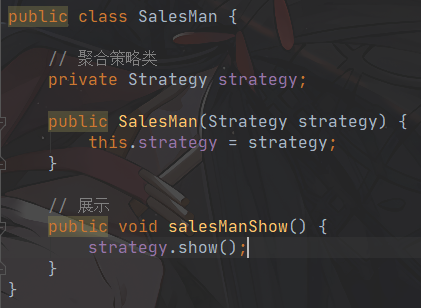 public class SalesMan {
// 聚合策略类
private Strategy strategy;
public SalesMan(Strategy strategy) {
this.strategy = strategy;
}
// 展示
public void salesManShow() {
strategy.show();
}
}